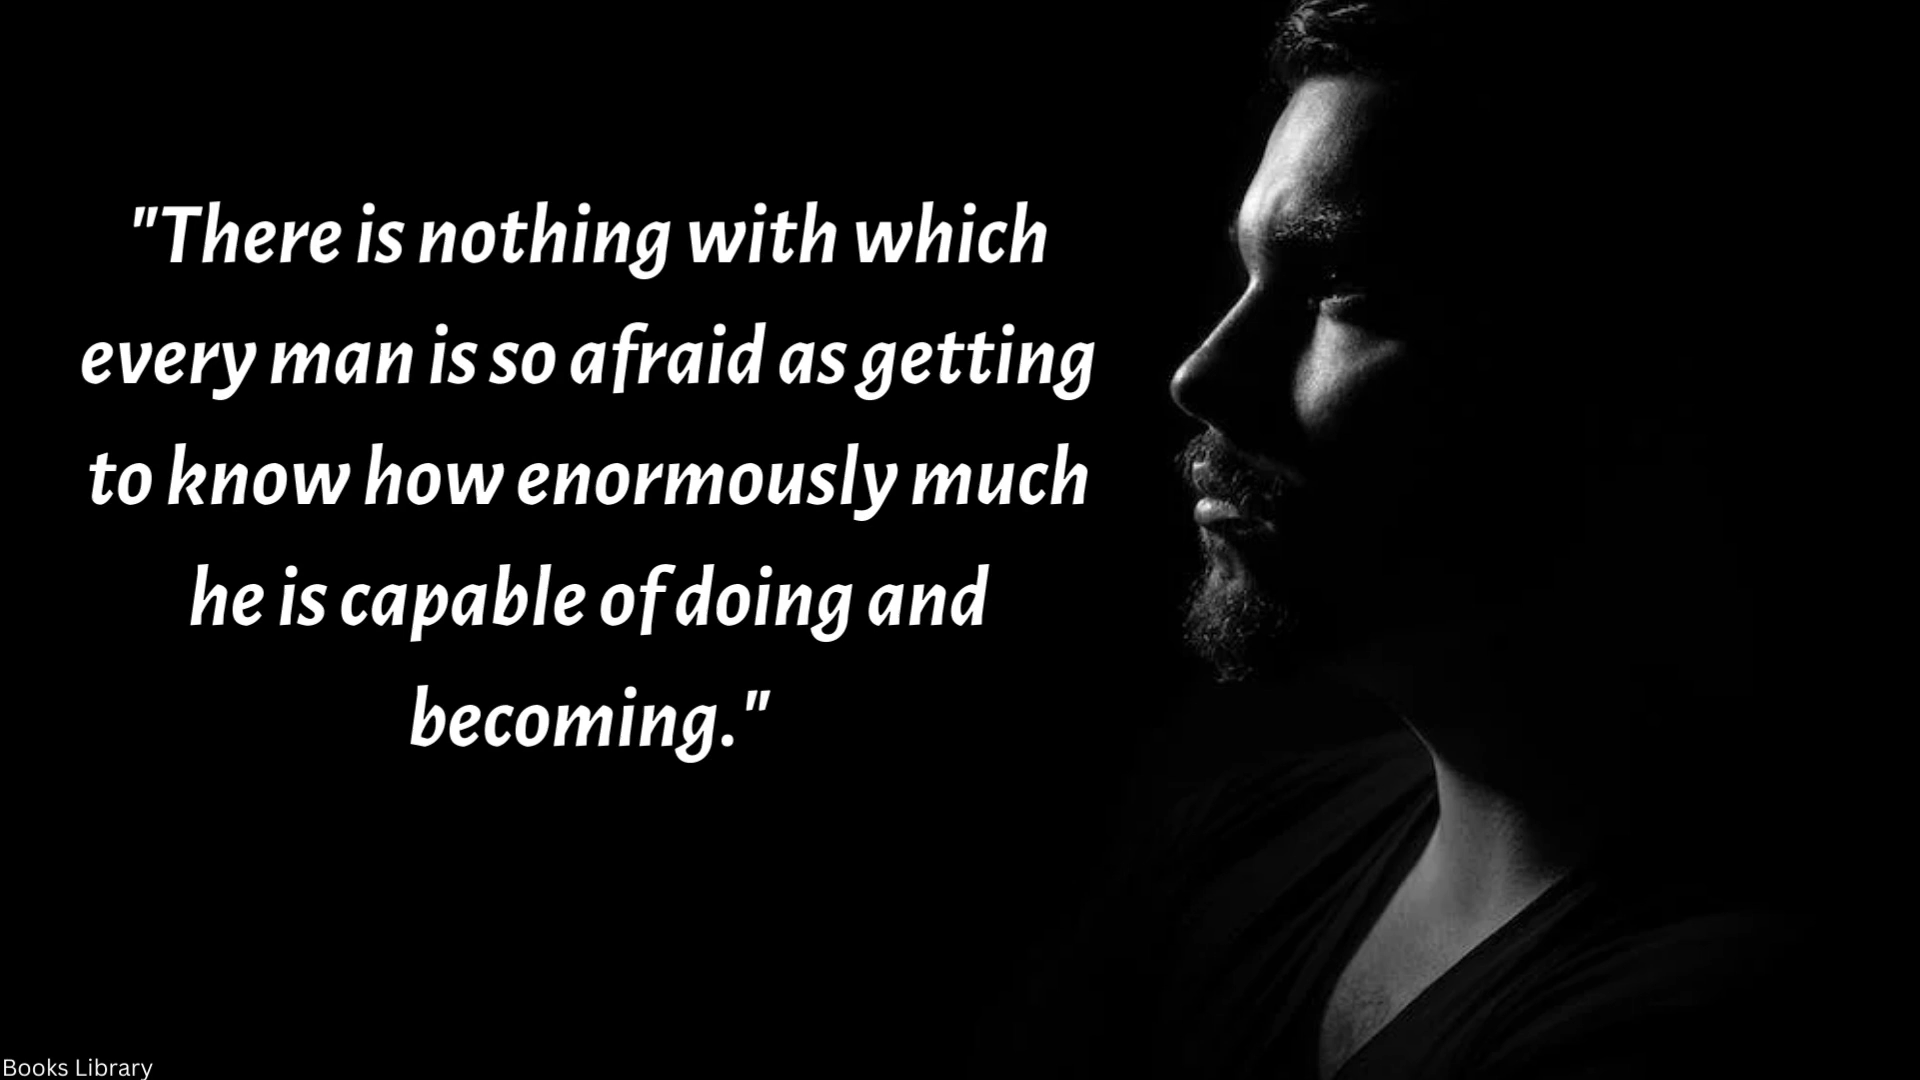 "There is nothing with which
every man is so afraid as getting
to know how enormously much
he is capable of doing and
becoming."
Books Library